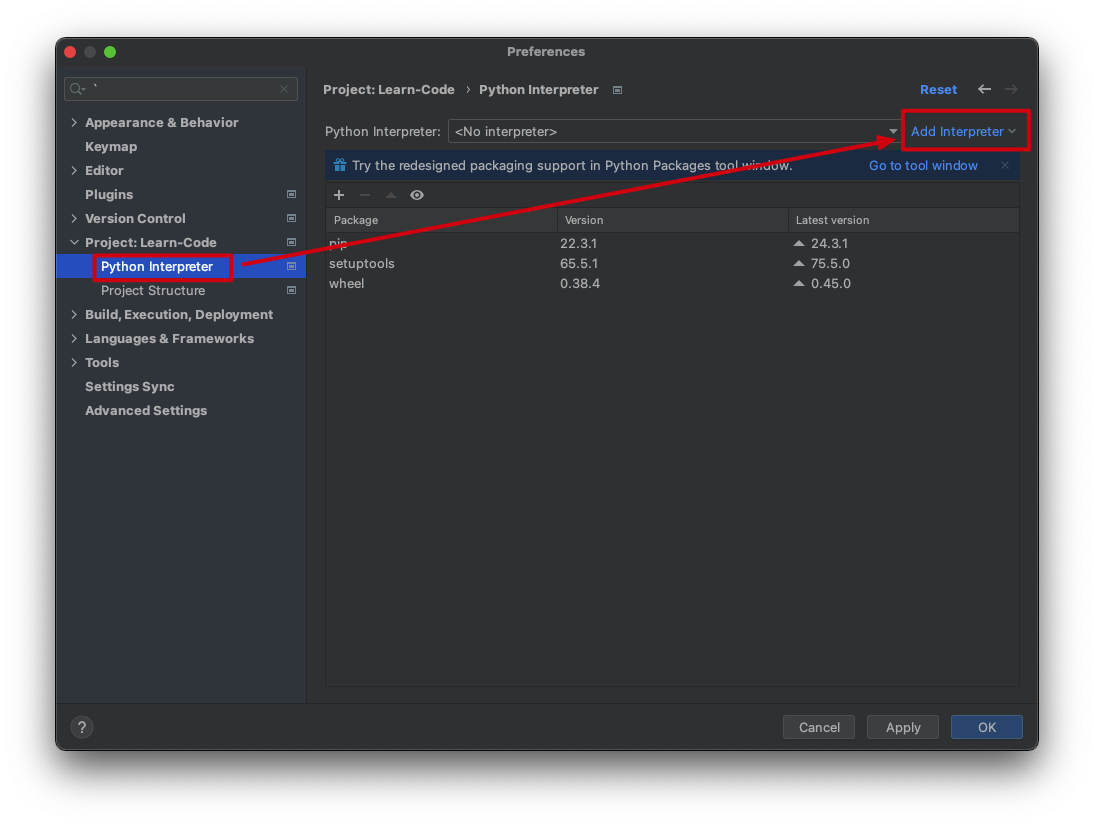 Preferences
`
Appearance & Behavior
Keymap
Editor
Plugins
Version Control
Project: Learn-Code
Python Interpreter
Project Structure
Build, Execution, Deployment
Languages & Frameworks
Tools
Settings Sync
Advanced Settings
Project: Learn-Code › Python Interpreter
Reset
Python Interpreter: <No interpreter> Add Interpreter
Try the redesigned packaging support in Python Packages tool window. Go to tool window
Package Version Latest version
pip 22.3.1 24.3.1
setuptools 65.5.1 75.5.0
wheel 0.38.4 0.45.0
? Cancel Apply OK